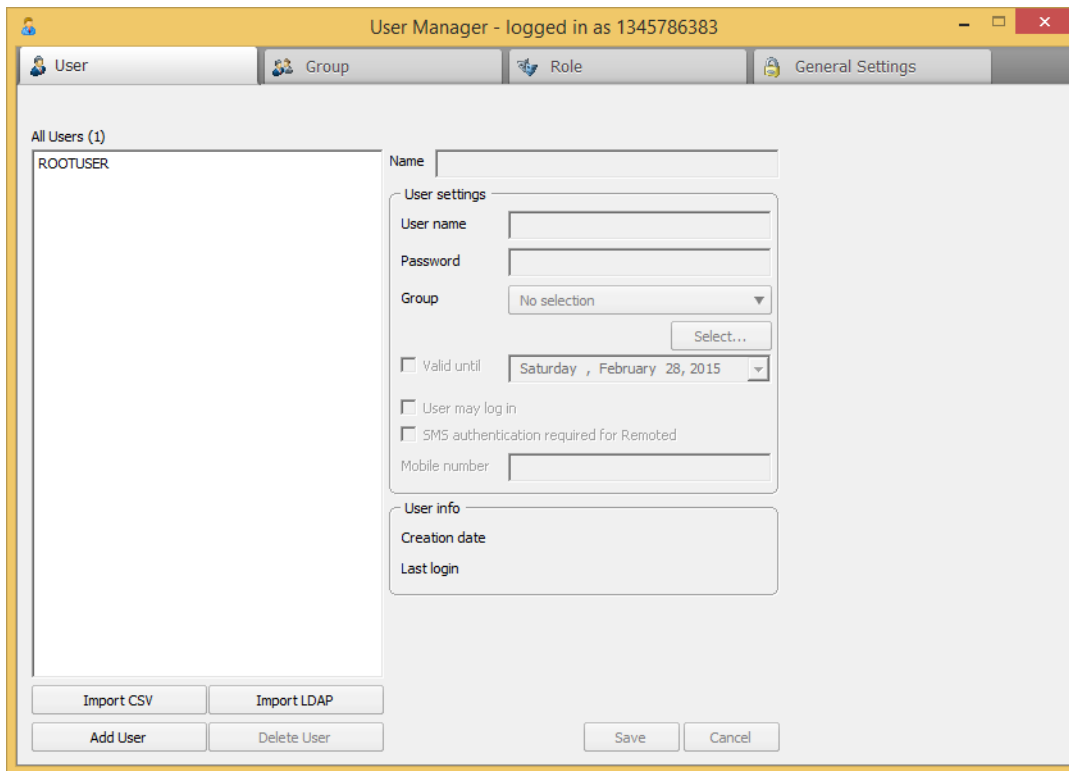 User Manager - logged in as 1345786383
User Group Role General Settings
All Users (1)
ROOTUSER
Name
User settings
User name
Password
Group No selection
Select...
Valid until Saturday , February 28, 2015
User may log in
SMS authentication required for Remoted
Mobile number
User info
Creation date
Last login
Import CSV Import LDAP
Add User Delete User Save Cancel